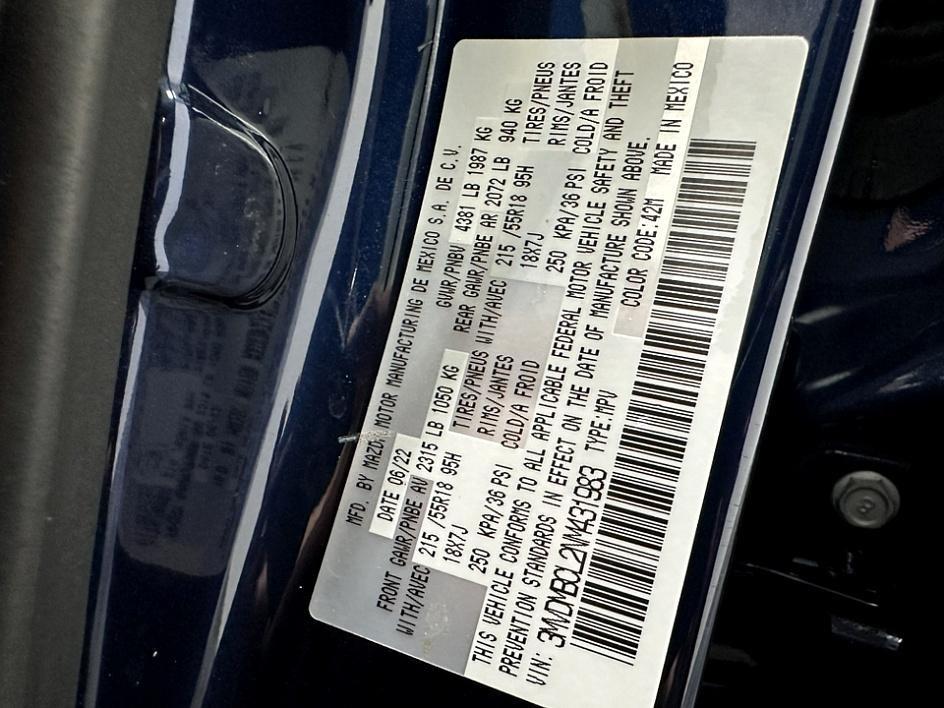 MFD. BY MAZDA MOTOR MANUFACTURING DE MEXICO S.A. DE C.V.
DATE 06/22 GVWR/PNBV 4381 LB 1987 KG
FRONT GAWR/PNBE AV 2315 LB 1050 KG REAR GAWR/PNBE AR 2072 LB 940 KG
WITH/AVEC 215 /55R18 95H TIRES/PNEUS WITH/AVEC 215 /55R18 95H TIRES/PNEUS
18X7J RIMS/JANTES 18X7J RIMS/JANTES
250 KPA/36 PSI COLD/A FROID 250 KPA/36 PSI COLD/A FROID
THIS VEHICLE CONFORMS TO ALL APPLICABLE FEDERAL MOTOR VEHICLE SAFETY AND THEFT
PREVENTION STANDARDS IN EFFECT ON THE DATE OF MANUFACTURE SHOWN ABOVE.
VIN: 3MVDMBCL2NM431983 TYPE:MPV COLOR CODE:42M MADE IN MEXICO